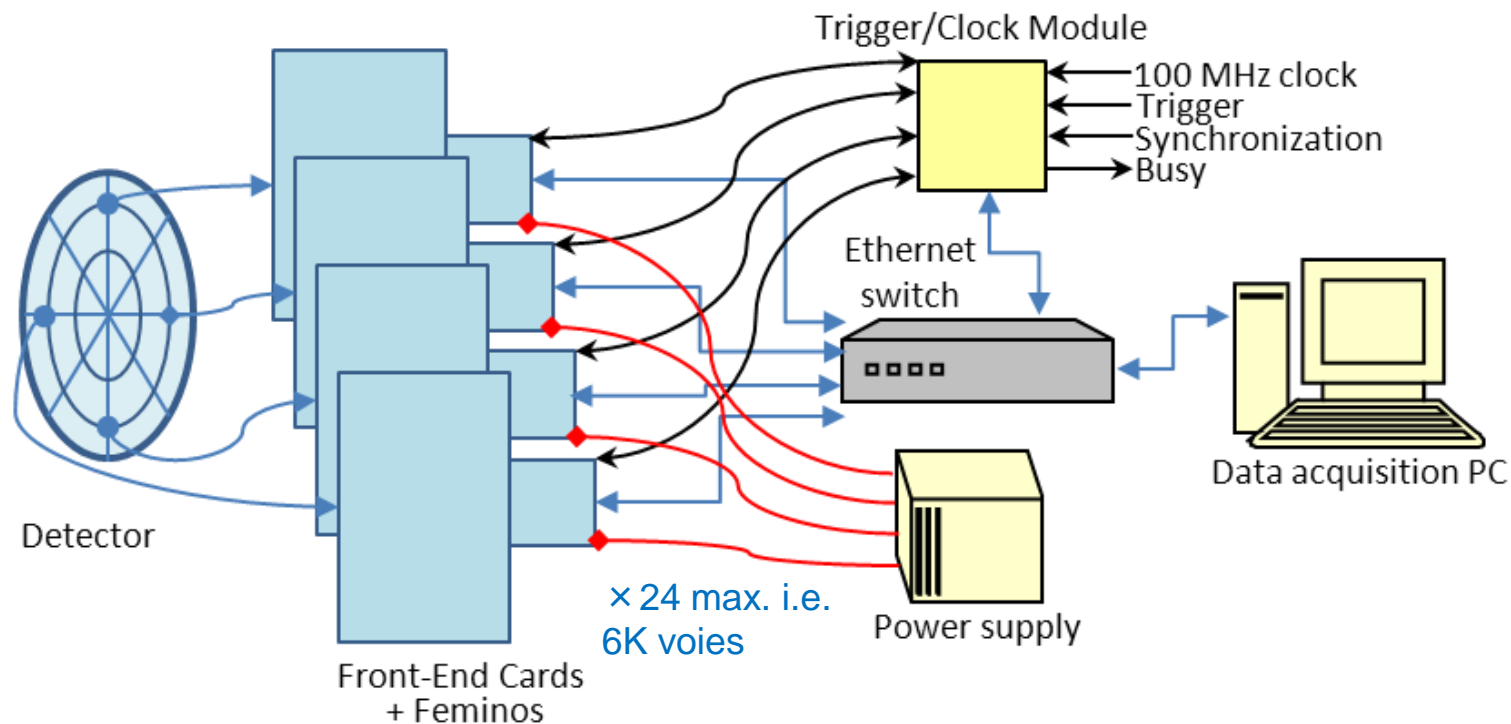 Trigger/Clock Module
100 MHz clock
Trigger
Synchronization
Busy
Ethernet
switch
Detector
Data acquisition PC
×24 max. i.e.
6K voies
Power supply
Front-End Cards
+ Feminos